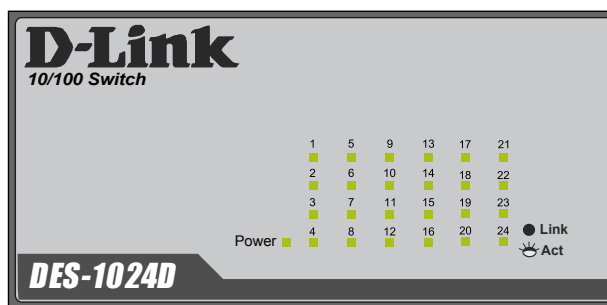 D-Link
10/100 Switch
1 5 9 13 17 21
2 6 10 14 18 22
3 7 11 15 19 23
Power 4 8 12 16 20 24 Link
Act
DES-1024D